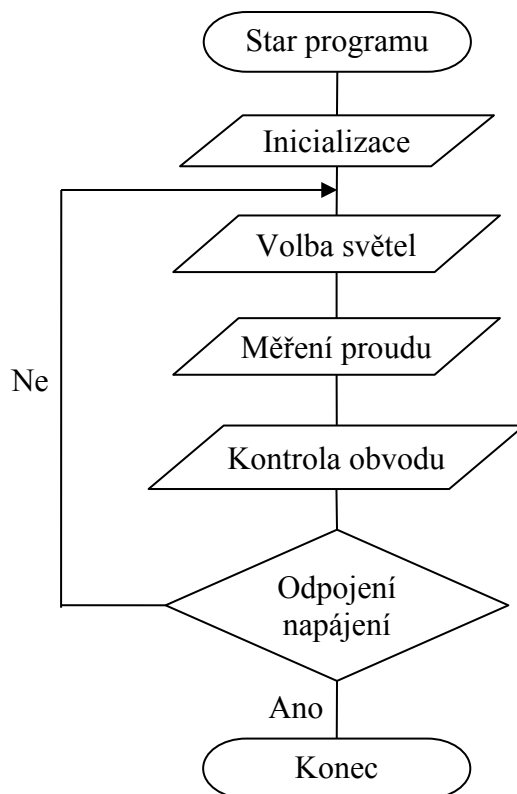 Star programu
Inicializace
Volba světel
Měření proudu
Ne
Kontrola obvodu
Odpojení
napájení
Ano
Konec